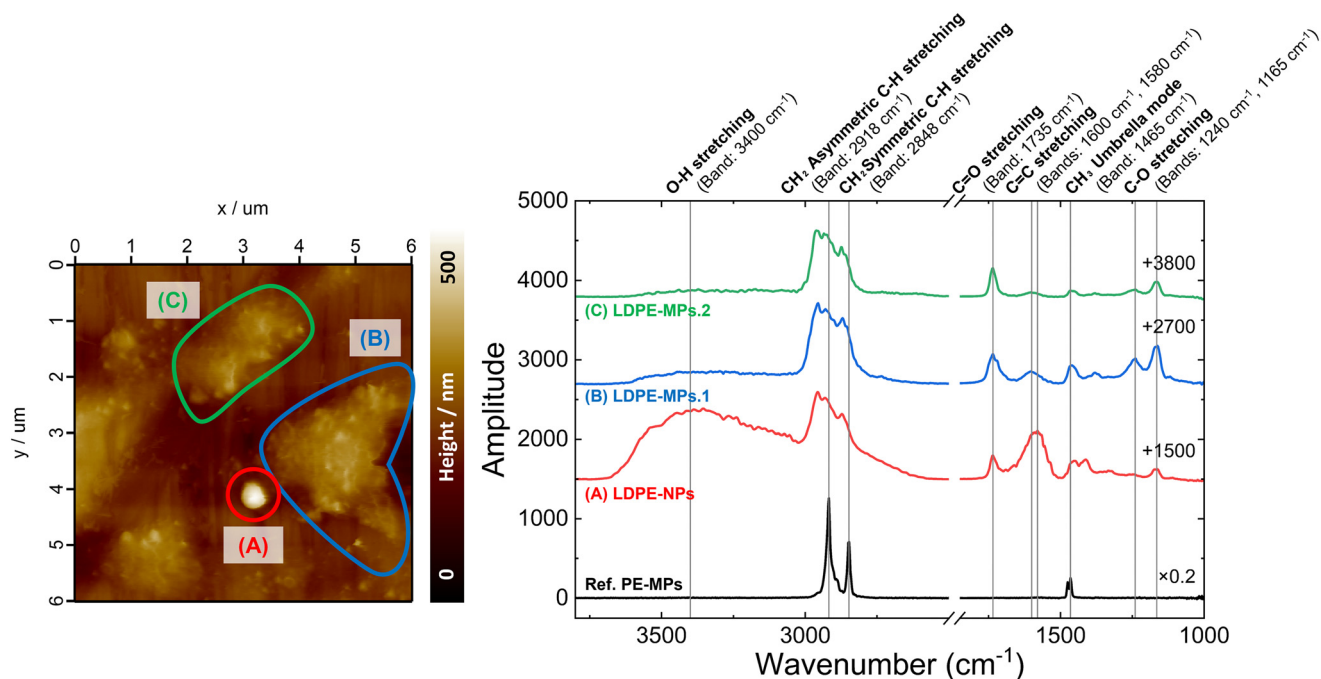 x / um
0 1 2 3 4 5 6
y / um
0
1
2
3
4
5
6
(C)
(B)
(A)
500
Height / nm
0
O-H stretching
(Band: 3400 cm⁻¹)
CH₂ Asymmetric C-H stretching
(Band: 2918 cm⁻¹)
CH₂Symmetric C-H stretching
(Band: 2848 cm⁻¹)
C=O stretching
(Band: 1735 cm⁻¹)
C=C stretching
(Bands: 1600 cm⁻¹, 1580 cm⁻¹)
CH₃ Umbrella mode
(Band: 1465 cm⁻¹)
C-O stretching
(Bands: 1240 cm⁻¹, 1165 cm⁻¹)
Amplitude
5000
4000
3000
2000
1000
0
+3800
(C) LDPE-MPs.2
+2700
(B) LDPE-MPs.1
+1500
(A) LDPE-NPs
Ref. PE-MPs
×0.2
3500 3000 1500 1000
Wavenumber (cm⁻¹)